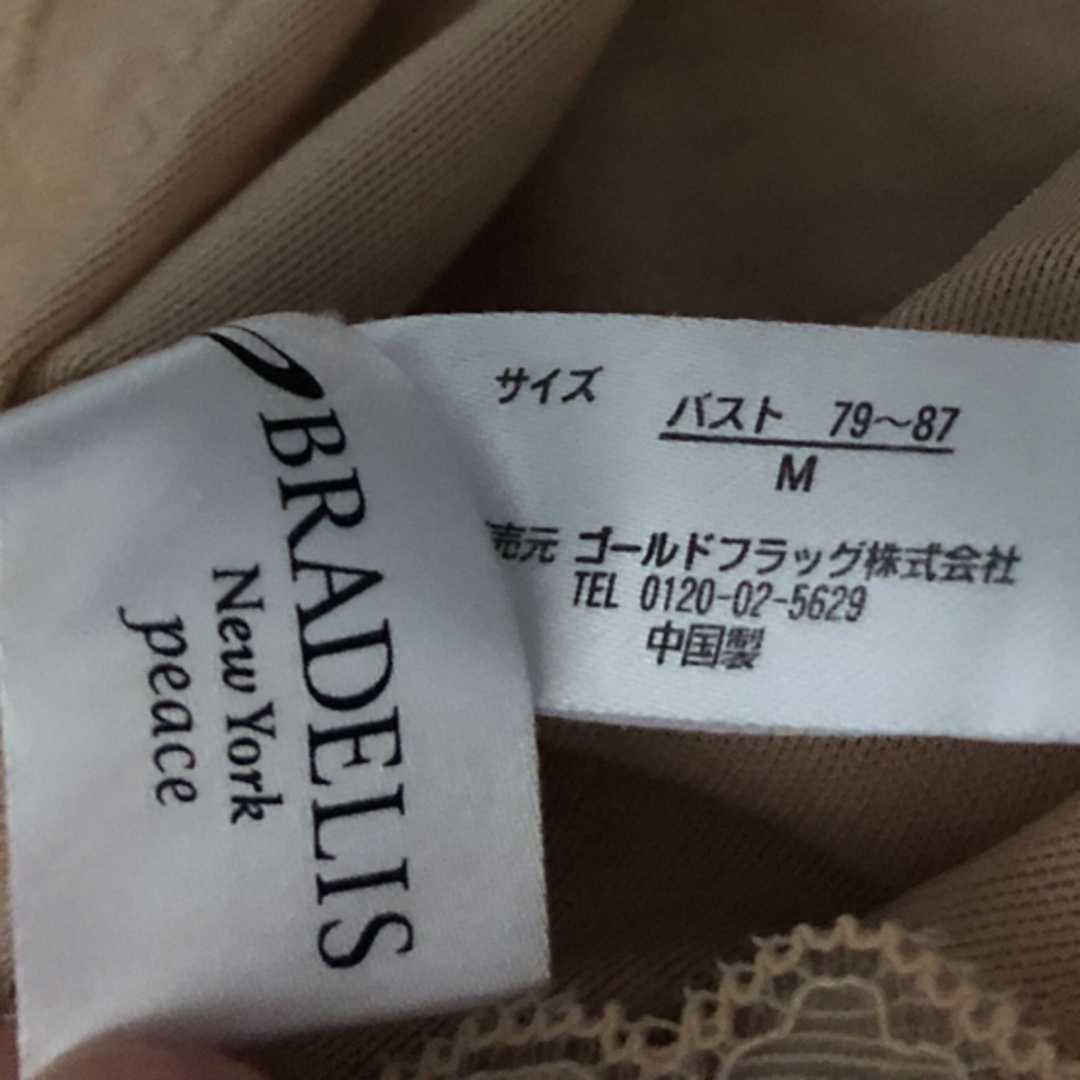 BRADELIS
New York
peace
サイズ
バスト 79〜87
M
売元 ゴールドフラッグ株式会社
TEL 0120-02-5629
中国製